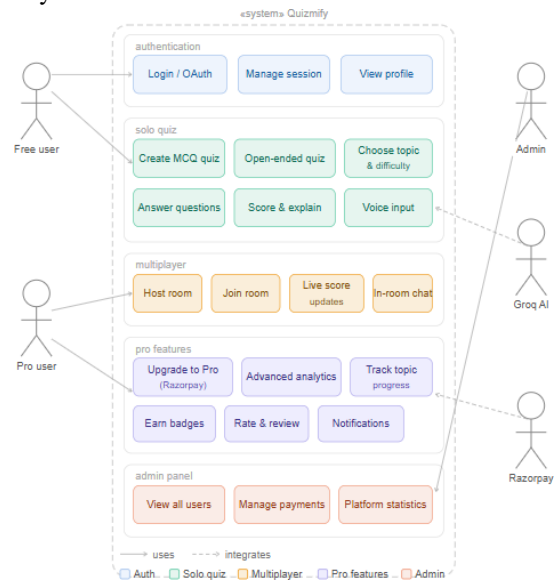 «system» Quizmify
authentication
Login / OAuth
Manage session
View profile
Free user
Admin
solo quiz
Create MCQ quiz
Open-ended quiz
Choose topic
& difficulty
Answer questions
Score & explain
Voice input
Groq AI
multiplayer
Host room
Join room
Live score
updates
In-room chat
Pro user
pro features
Upgrade to Pro
(Razorpay)
Advanced analytics
Track topic
progress
Earn badges
Rate & review
Notifications
Razorpay
admin panel
View all users
Manage payments
Platform statistics
uses
integrates
Auth
Solo quiz
Multiplayer
Pro features
Admin